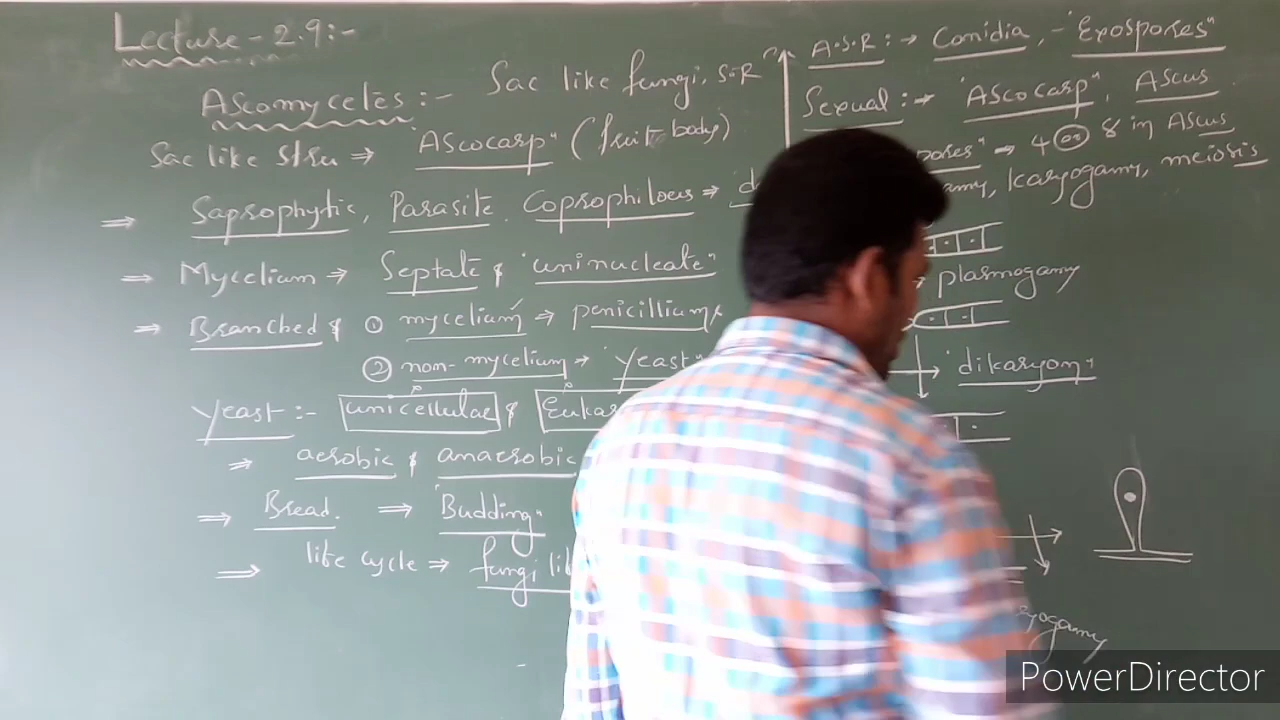 Lecture - 2.9:-
Ascomycetes:- Sac like fungi. S.R
Sac like stru ⇒ "Ascocarp" (fruit body)
⇒ Saprophytic, Parasite. Coprophilous ⇒
⇒ Mycelium → Septate & "uninucleate"
⇒ Branched & ① mycelium → penicillium
② non-mycelium → "Yeast"
Yeast:- unicellular &
⇒ aerobic & anaerobic
⇒ Bread. ⇒ "Budding"
⇒ life cycle ⇒ fungi
A.S.R:→ Conidia, - "Exospores"
Sexual:→ "Ascocarp", Ascus
⇒ 4 or 8 in Ascus
Karyogamy, meiosis
→ plasmogamy
→ "dikaryon"
PowerDirector